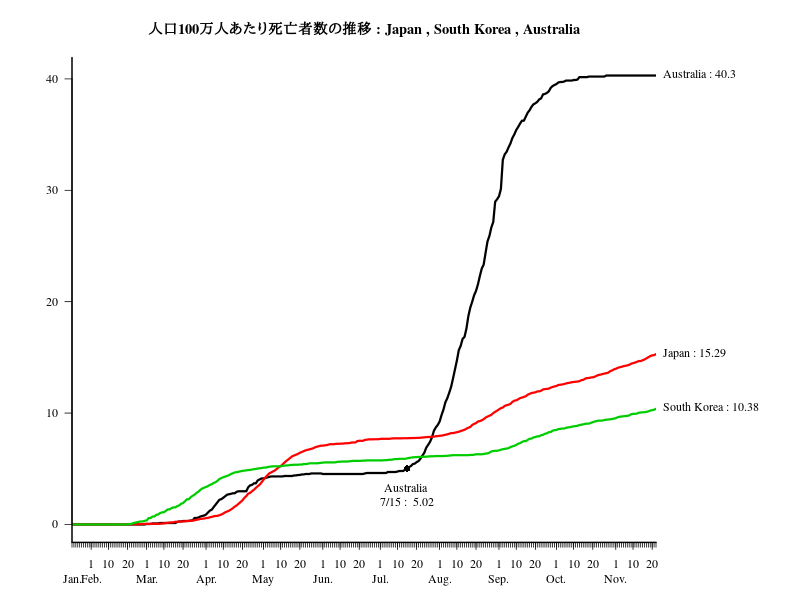 人口100万人あたり死亡者数の推移 : Japan , South Korea , Australia
40
30
20
10
0
Australia : 40.3
Japan : 15.29
South Korea : 10.38
Australia
7/15 : 5.02
1 10 20 1 10 20 1 10 20 1 10 20 1 10 20 1 10 20 1 10 20 1 10 20 1 10 20 1 10 20
Jan. Feb. Mar. Apr. May Jun. Jul. Aug. Sep. Oct. Nov.